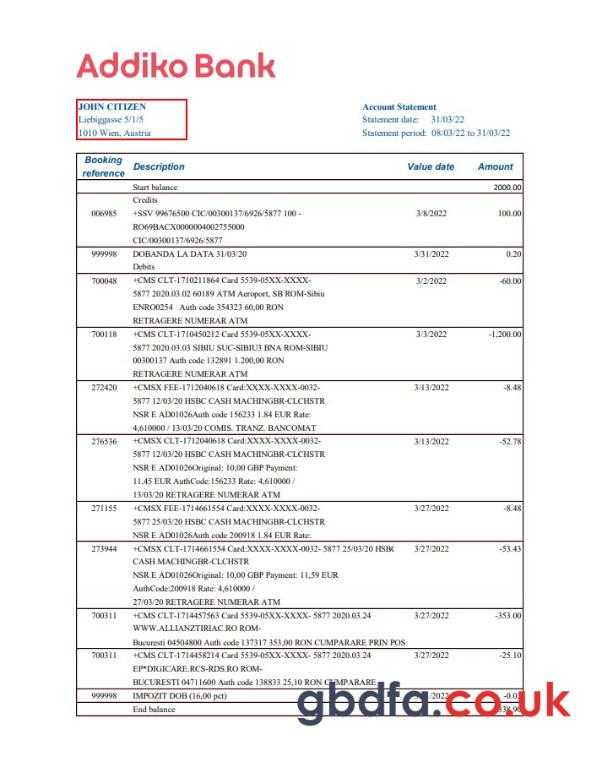 Addiko Bank
JOHN CITIZEN
Liebiggasse 5/1/5
1010 Wien, Austria
Account Statement
Statement date: 31/03/22
Statement period: 08/03/22 to 31/03/22
Booking reference Description Value date Amount
Start balance 2000.00
Credits
006985 +SSV 99676500 CIC/00300137/6926/5877 100 - 3/8/2022 100.00
RO69BACX0000004002755000
CIC/00300137/6926/5877
999998 DOBANDA LA DATA 31/03/20 3/31/2022 0.20
Debits
700048 +CMS CLT-1710211864 Card 5539-05XX-XXXX- 3/2/2022 -60.00
5877 2020.03.02 60189 ATM Aeroport, SB ROM-Sibiu
ENRO0254 Auth code 354323 60,00 RON
RETRAGERE NUMERAR ATM
700118 +CMS CLT-1710450212 Card 5539-05XX-XXXX- 3/3/2022 -1,200.00
5877 2020.03.03 SIBIU SUC-SIBIU3 BNA ROM-SIBIU
00300137 Auth code 132891 1.200,00 RON
RETRAGERE NUMERAR ATM
272420 +CMSX FEE-1712040618 Card:XXXX-XXXX-0032- 3/13/2022 -8.48
5877 12/03/20 HSBC CASH MACHINGBR-CLCHSTR
NSR E AD01026Auth code 156233 1.84 EUR Rate:
4,610000 / 13/03/20 COMIS. TRANZ. BANCOMAT
276536 +CMSX CLT-1712040618 Card:XXXX-XXXX-0032- 3/13/2022 -52.78
5877 12/03/20 HSBC CASH MACHINGBR-CLCHSTR
NSR E AD01026Original: 10,00 GBP Payment:
11,45 EUR AuthCode:156233 Rate: 4,610000 /
13/03/20 RETRAGERE NUMERAR ATM
271155 +CMSX FEE-1714661554 Card:XXXX-XXXX-0032- 3/27/2022 -8.48
5877 25/03/20 HSBC CASH MACHINGBR-CLCHSTR
NSR E AD01026Auth code 200918 1.84 EUR Rate:
273944 +CMSX CLT-1714661554 Card:XXXX-XXXX-0032- 5877 25/03/20 HSBC 3/27/2022 -53.43
CASH MACHINGBR-CLCHSTR
NSR E AD01026Original: 10,00 GBP Payment: 11,59 EUR
AuthCode:200918 Rate: 4,610000 /
27/03/20 RETRAGERE NUMERAR ATM
700311 +CMS CLT-1714457563 Card 5539-05XX-XXXX- 5877 2020.03.24 3/27/2022 -353.00
WWW.ALLIANZTIRIAC.RO ROM-
Bucuresti 04504800 Auth code 137317 353,00 RON CUMPARARE PRIN POS
700311 +CMS CLT-1714458214 Card 5539-05XX-XXXX- 5877 2020.03.24 3/27/2022 -25.10
EP*DIGICARE.RCS-RDS.RO ROM-
BUCURESTI 04711600 Auth code 138833 25,10 RON CUMPARARE
999998 IMPOZIT DOB (16,00 pct)
End balance
gbdfa.co.uk